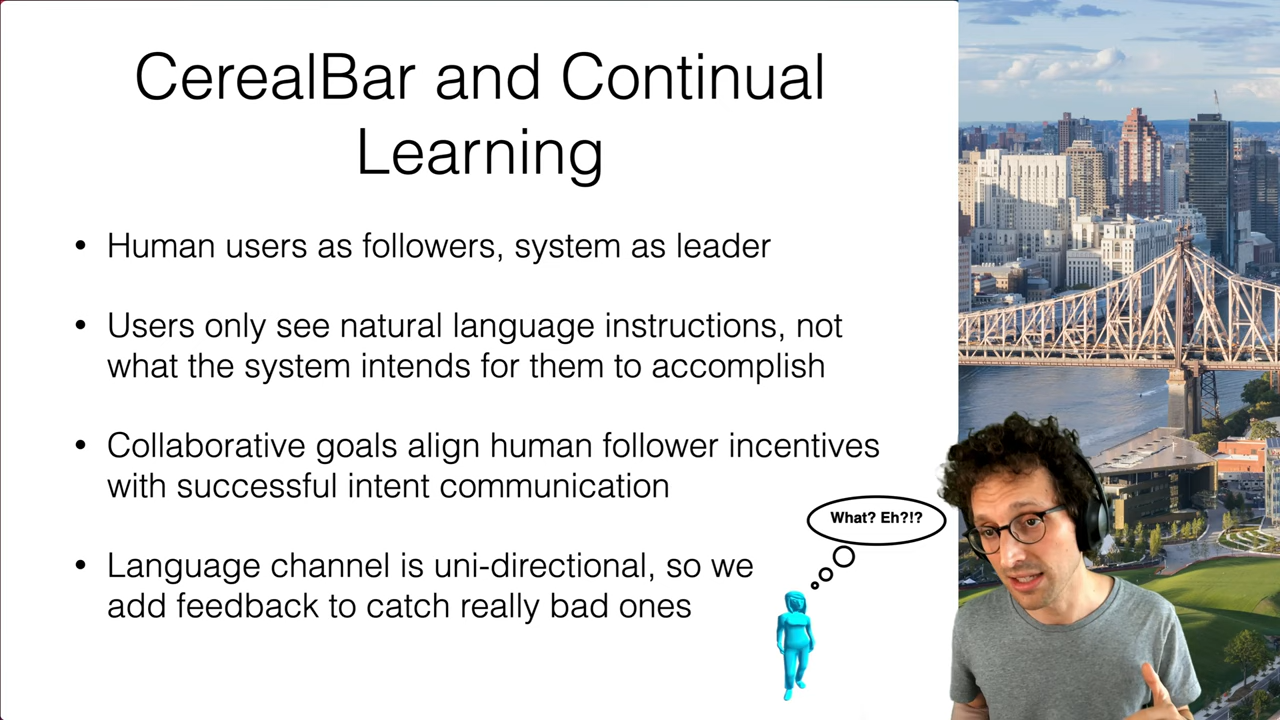 CerealBar and Continual
Learning
• Human users as followers, system as leader
• Users only see natural language instructions, not
what the system intends for them to accomplish
• Collaborative goals align human follower incentives
with successful intent communication
What? Eh?!?
• Language channel is uni-directional, so we
add feedback to catch really bad ones